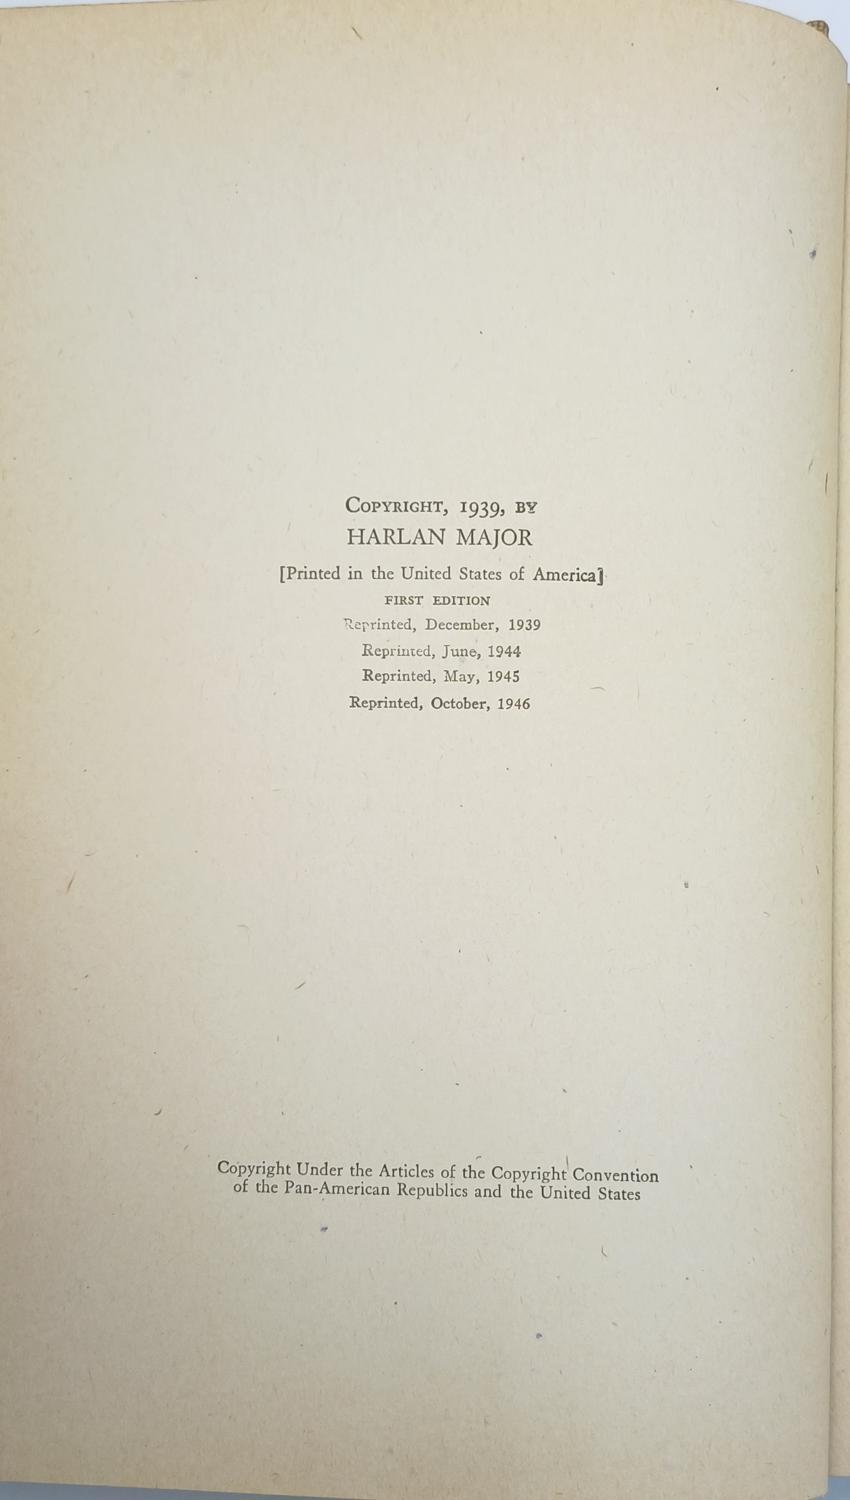 COPYRIGHT, 1939, BY
HARLAN MAJOR
[Printed in the United States of America]
FIRST EDITION
Reprinted, December, 1939
Reprinted, June, 1944
Reprinted, May, 1945
Reprinted, October, 1946
Copyright Under the Articles of the Copyright Convention
of the Pan-American Republics and the United States